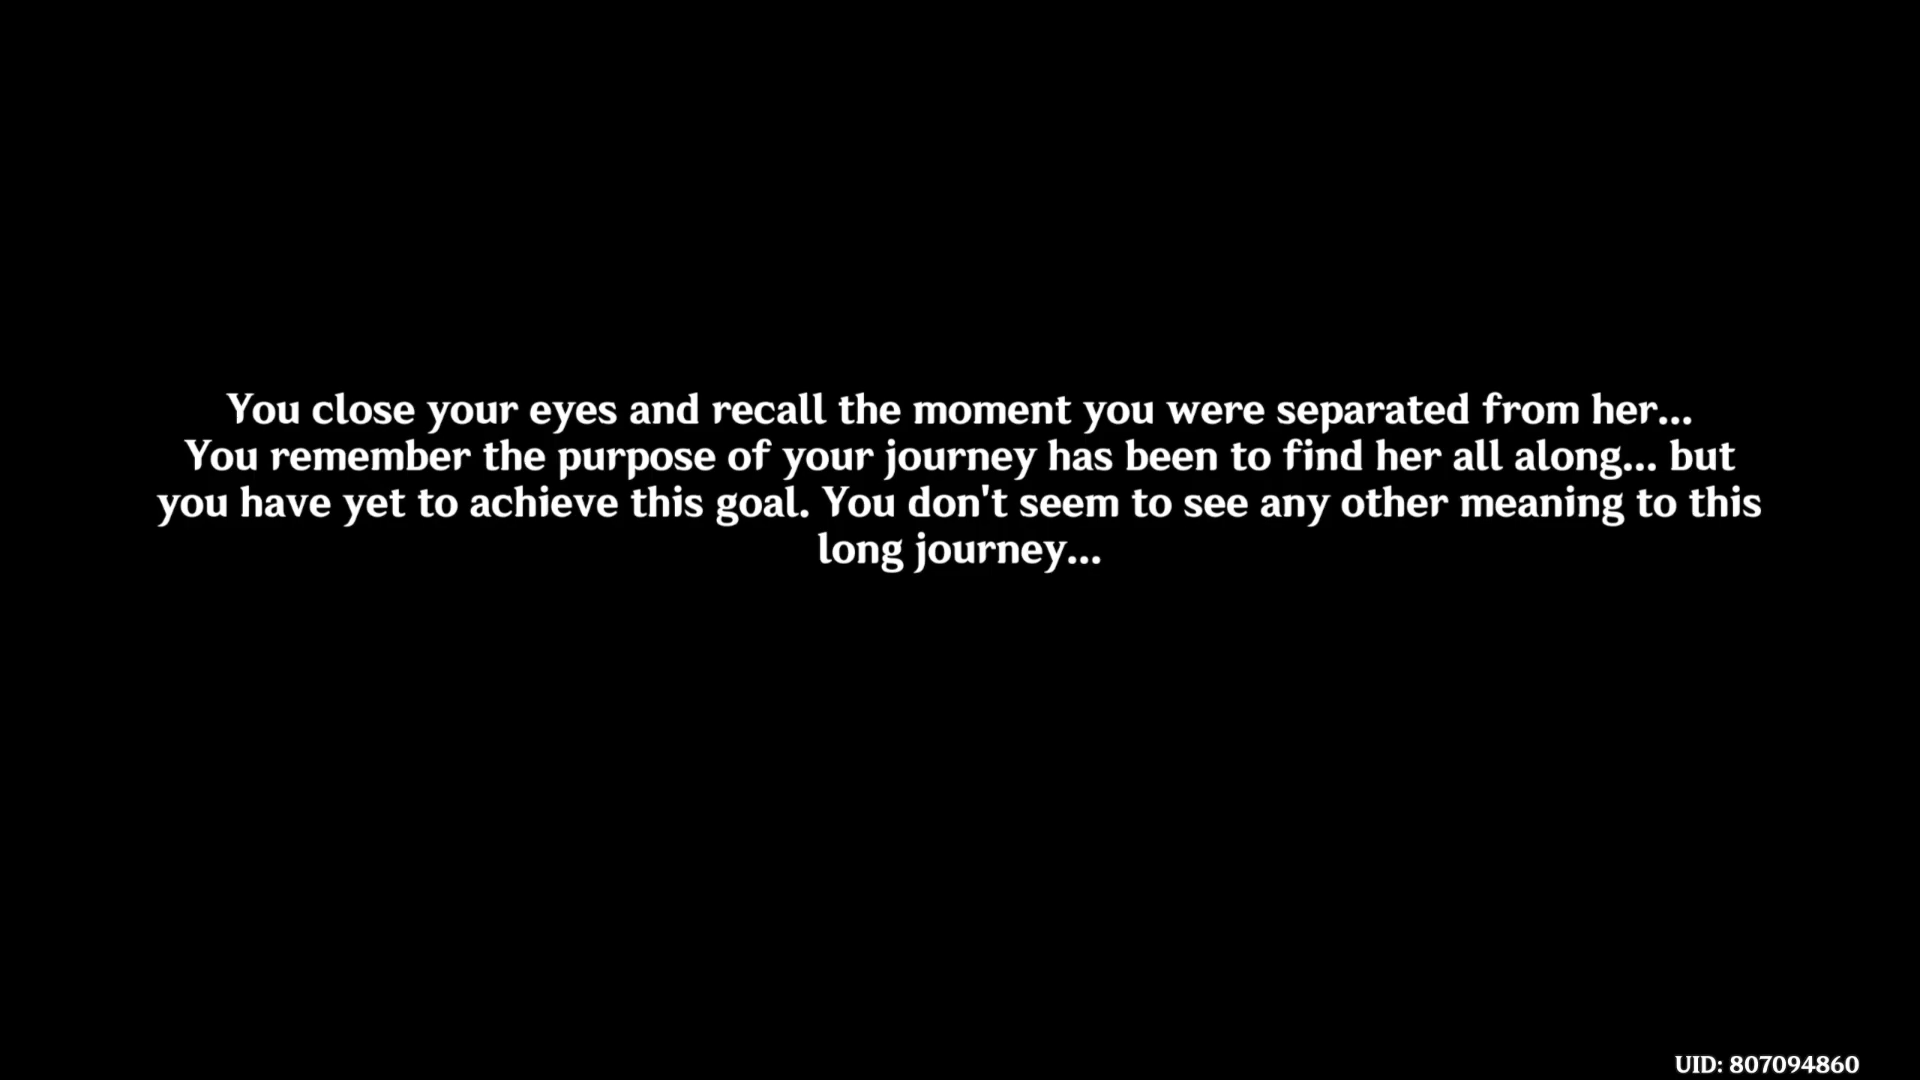 You close your eyes and recall the moment you were separated from her...
You remember the purpose of your journey has been to find her all along... but
you have yet to achieve this goal. You don't seem to see any other meaning to this
long journey...
UID: 807094860